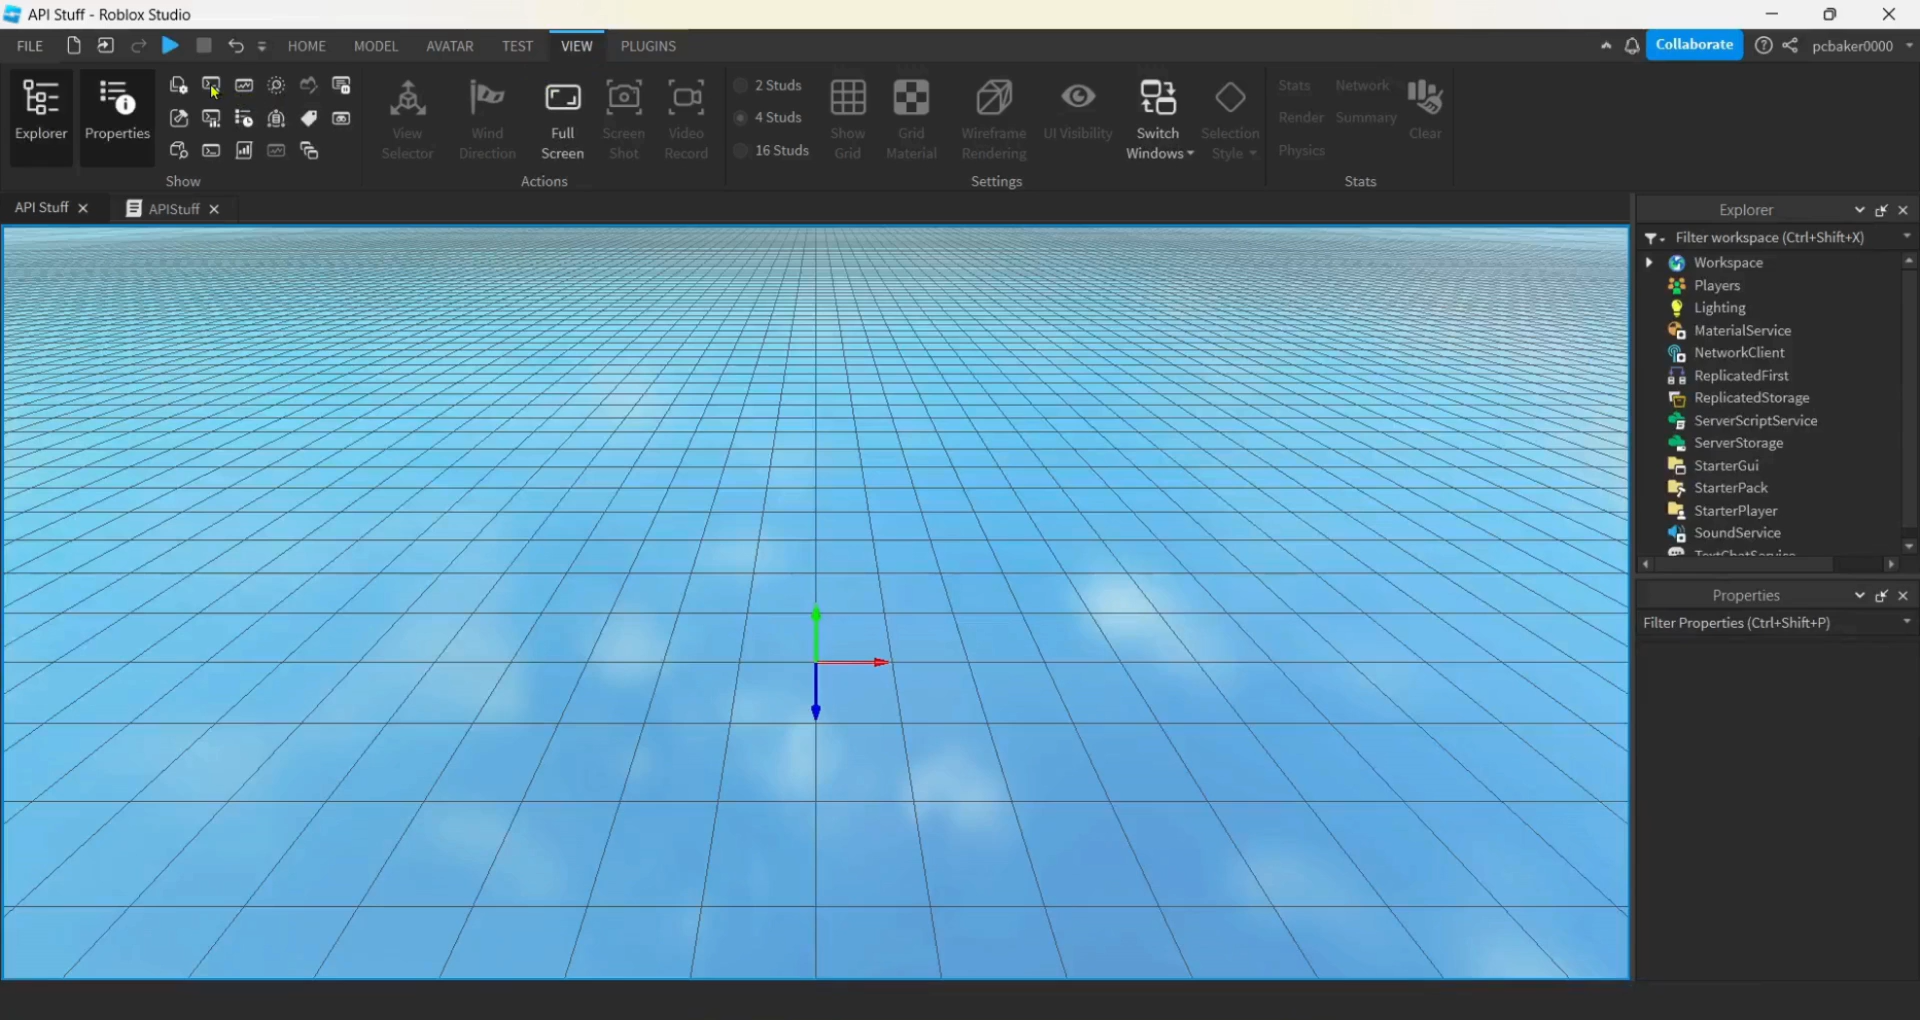 API Stuff - Roblox Studio
FILE HOME MODEL AVATAR TEST VIEW PLUGINS Collaborate pcbaker0000
Explorer
Properties
View
Selector
Wind
Direction
Full
Screen
Screen
Shot
Video
Record
2 Studs
4 Studs
16 Studs
Show
Grid
Grid
Material
Wireframe
Rendering
UI Visibility
Switch
Windows
Selection
Style
Stats Network
Render Summary
Physics
Clear
Show Actions Settings Stats
API Stuff APIStuff
Explorer
Filter workspace (Ctrl+Shift+X)
Workspace
Players
Lighting
MaterialService
NetworkClient
ReplicatedFirst
ReplicatedStorage
ServerScriptService
ServerStorage
StarterGui
StarterPack
StarterPlayer
SoundService
TextChatService
Properties
Filter Properties (Ctrl+Shift+P)